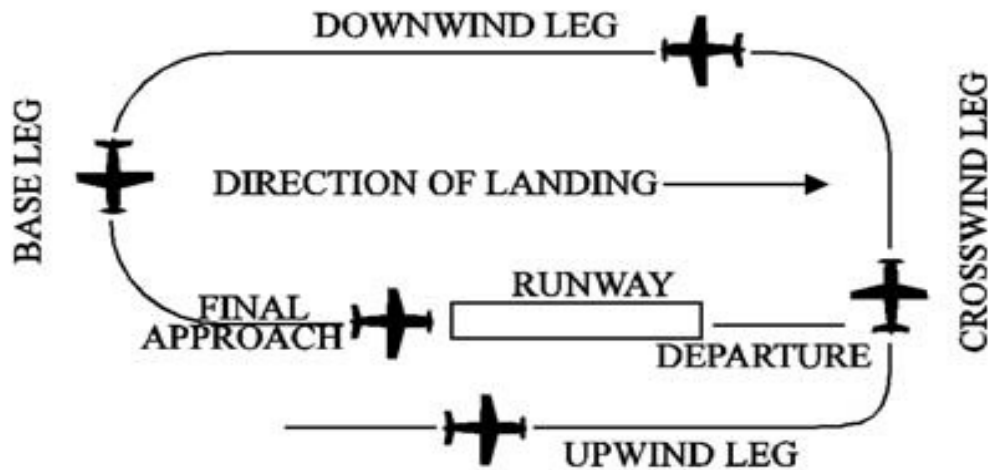 DOWNWIND LEG
BASE LEG
DIRECTION OF LANDING
CROSSWIND LEG
RUNWAY
FINAL
APPROACH
DEPARTURE
UPWIND LEG